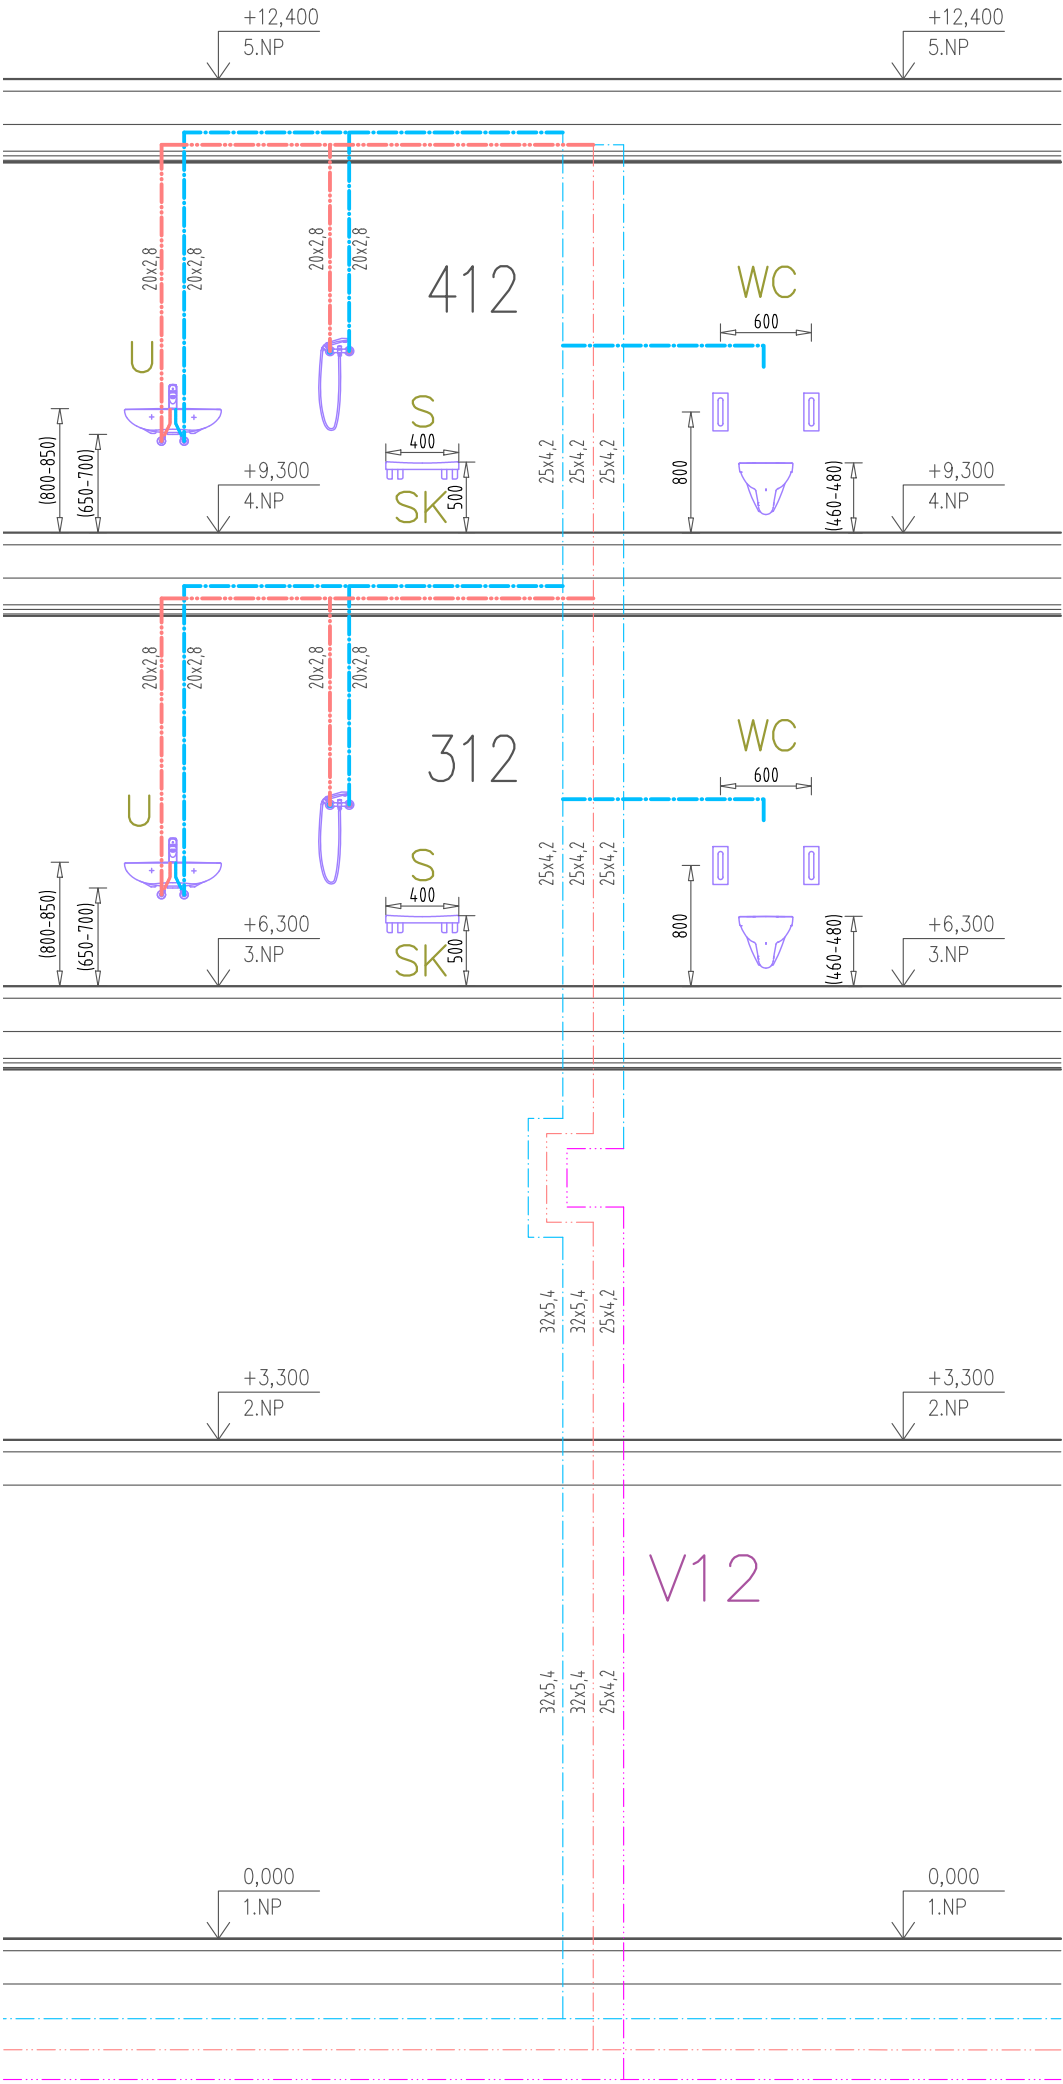 +12,400
5.NP
+12,400
5.NP
20x2,8
20x2,8
20x2,8
20x2,8
412
WC
600
U
S
400
SK
500
(800-850)
(650-700)
25x4,2
25x4,2
25x4,2
800
(460-480)
+9,300
4.NP
+9,300
4.NP
20x2,8
20x2,8
20x2,8
20x2,8
312
WC
600
U
S
400
SK
500
(800-850)
(650-700)
25x4,2
25x4,2
25x4,2
800
(460-480)
+6,300
3.NP
+6,300
3.NP
32x5,4
32x5,4
25x4,2
+3,300
2.NP
+3,300
2.NP
V12
32x5,4
32x5,4
25x4,2
0,000
1.NP
0,000
1.NP